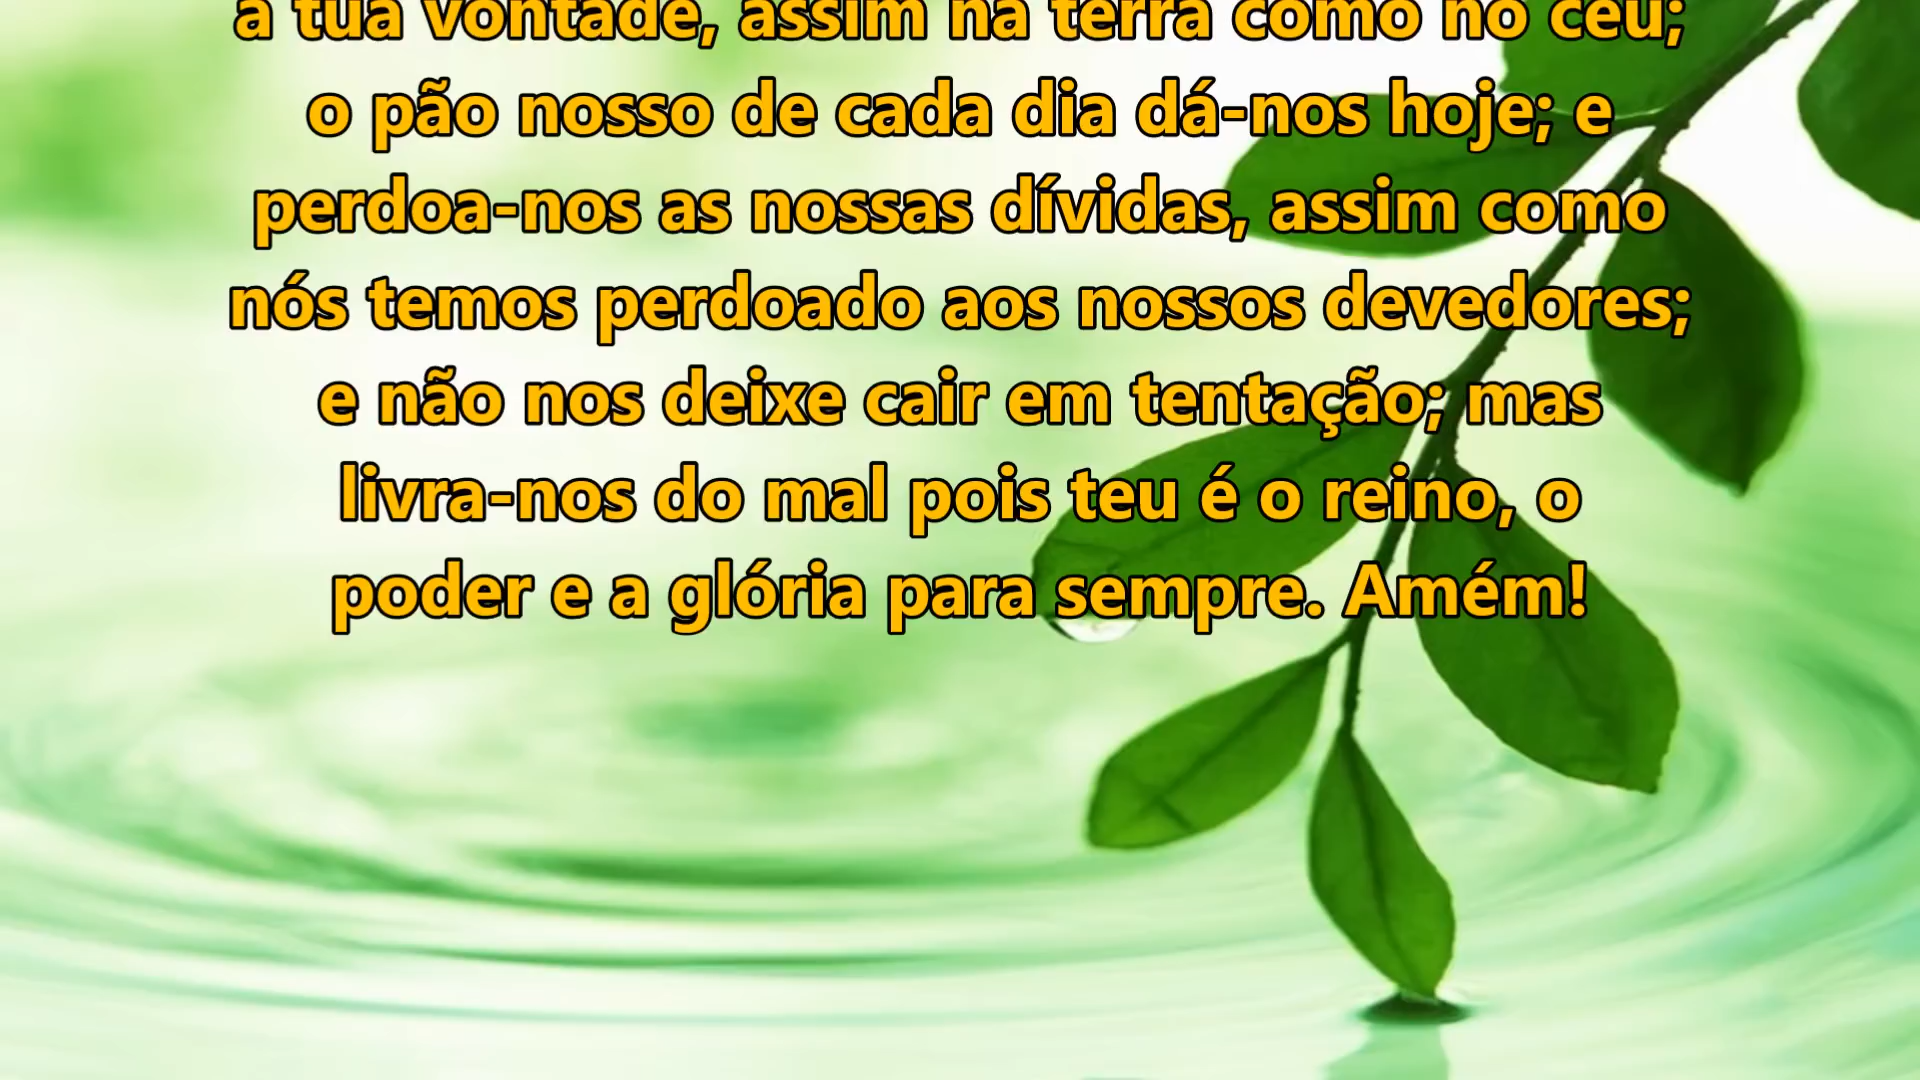 a tua vontade, assim na terra como no céu;
o pão nosso de cada dia dá-nos hoje; e
perdoa-nos as nossas dívidas, assim como
nós temos perdoado aos nossos devedores;
e não nos deixe cair em tentação; mas
livra-nos do mal pois teu é o reino, o
poder e a glória para sempre. Amém!